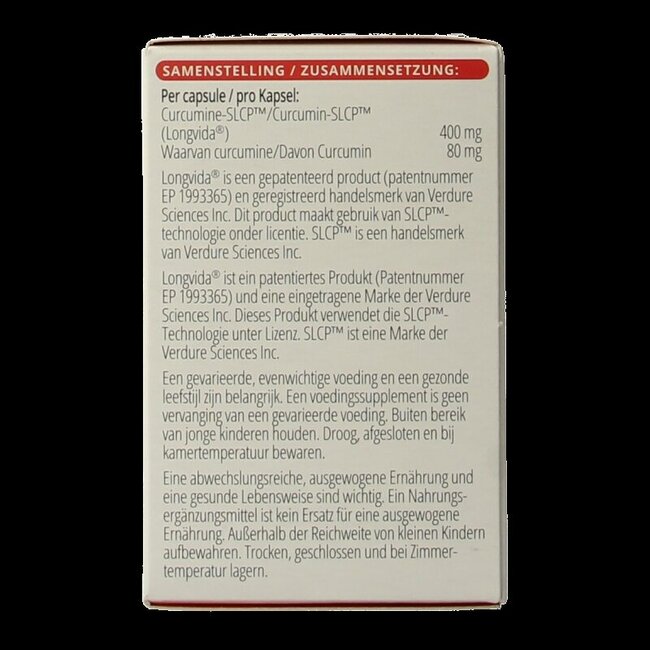 SAMENSTELLING / ZUSAMMENSETZUNG:
Per capsule / pro Kapsel:
Curcumine-SLCP™/Curcumin-SLCP™
(Longvida®) 400 mg
Waarvan curcumine/Davon Curcumin 80 mg
Longvida® is een gepatenteerd product (patentnummer
EP 1993365) en geregistreerd handelsmerk van Verdure
Sciences Inc. Dit product maakt gebruik van SLCP™-
technologie onder licentie. SLCP™ is een handelsmerk
van Verdure Sciences Inc.
Longvida® ist ein patentiertes Produkt (Patentnummer
EP 1993365) und eine eingetragene Marke der Verdure
Sciences Inc. Dieses Produkt verwendet die SLCP™-
Technologie unter Lizenz. SLCP™ ist eine Marke der
Verdure Sciences Inc.
Een gevarieerde, evenwichtige voeding en een gezonde
leefstijl zijn belangrijk. Een voedingssupplement is geen
vervanging van een gevarieerde voeding. Buiten bereik
van jonge kinderen houden. Droog, afgesloten en bij
kamertemperatuur bewaren.
Eine abwechslungsreiche, ausgewogene Ernährung und
eine gesunde Lebensweise sind wichtig. Ein Nahrungs-
ergänzungsmittel ist kein Ersatz für eine ausgewogene
Ernährung. Außerhalb der Reichweite von kleinen Kindern
aufbewahren. Trocken, geschlossen und bei Zimmer-
temperatur lagern.